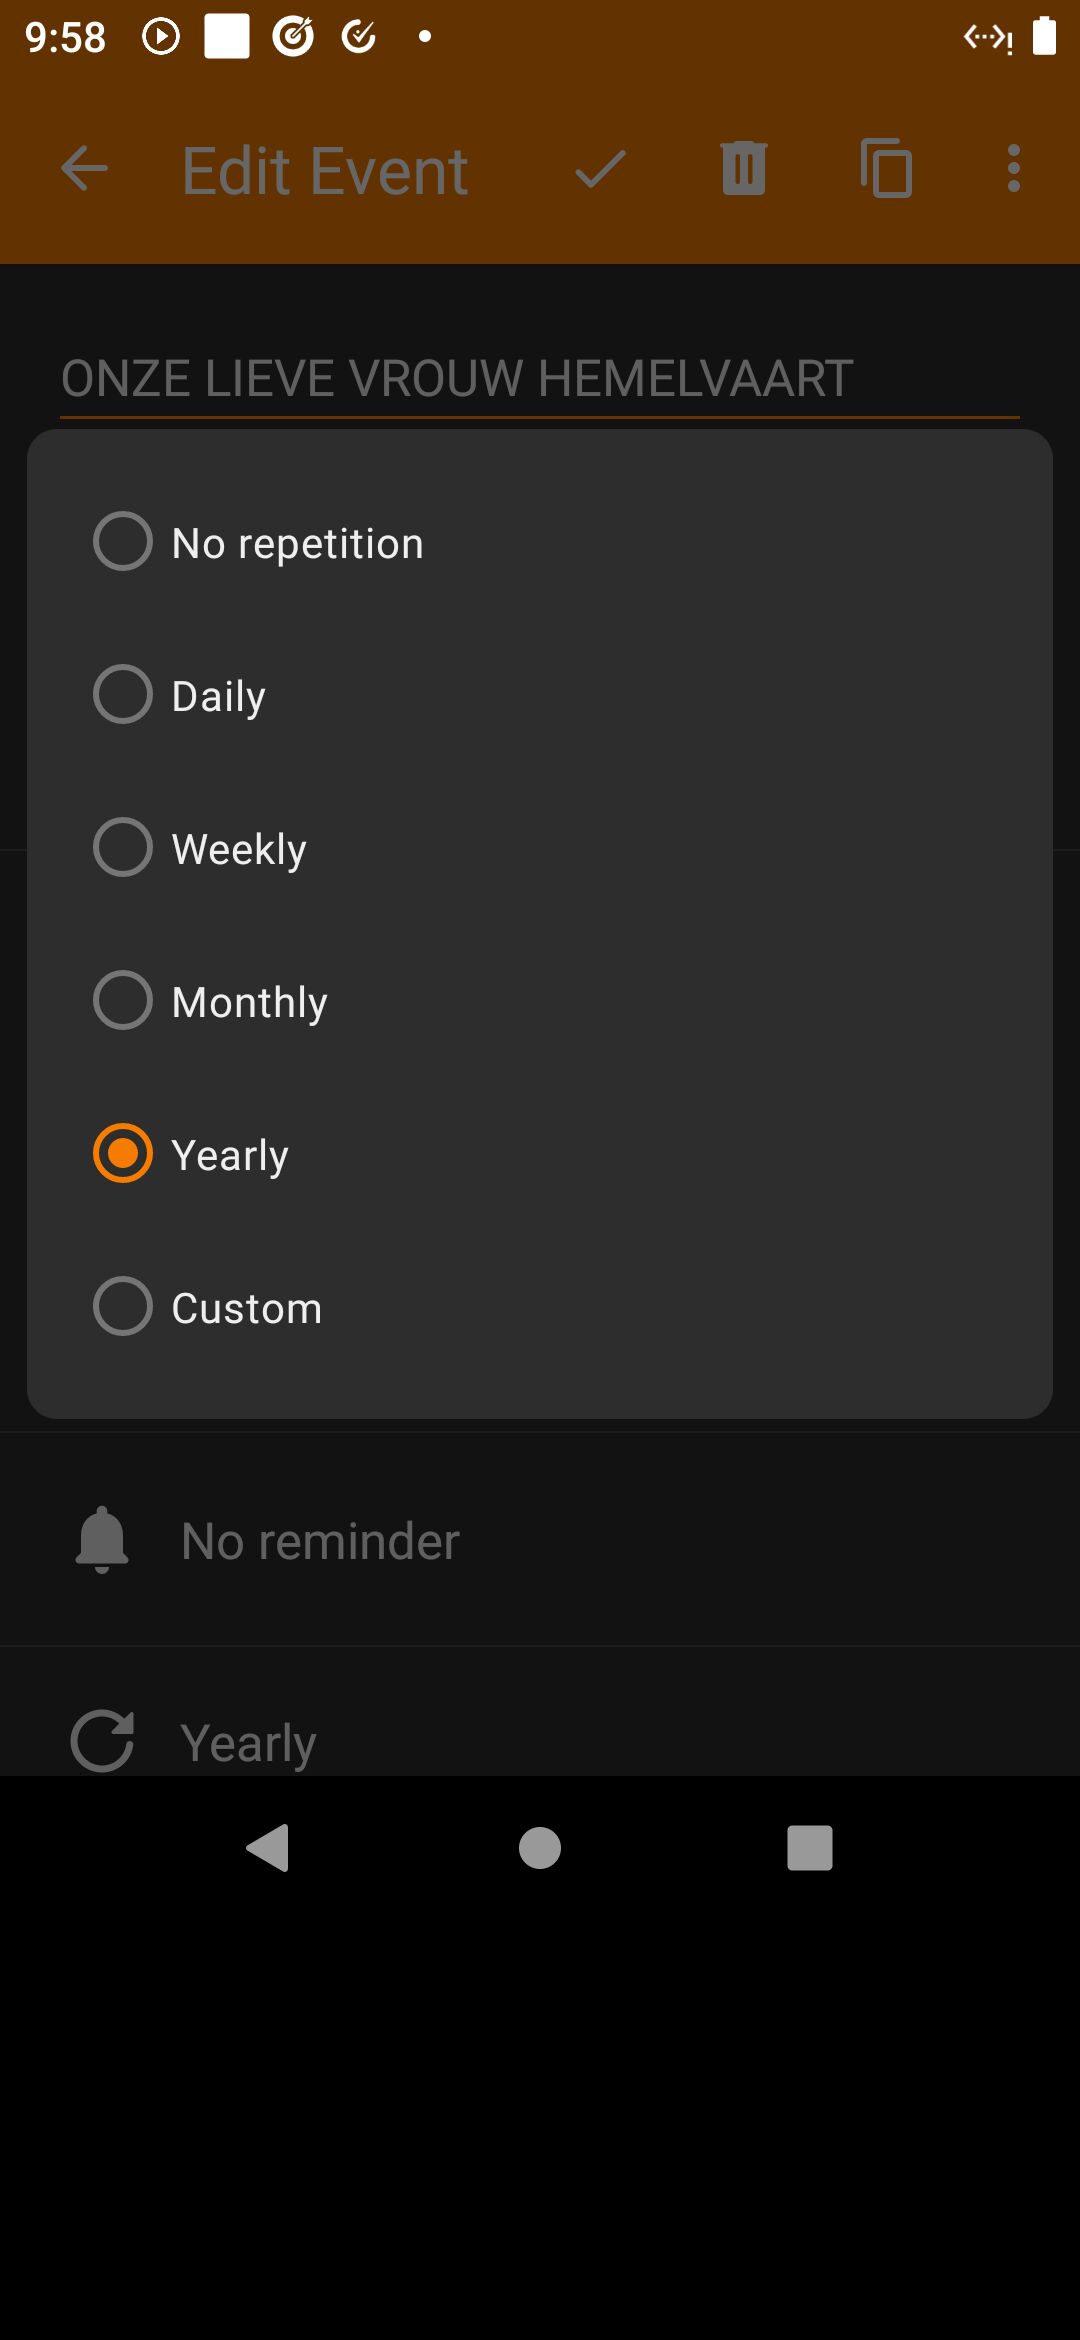 9:58
Edit Event
ONZE LIEVE VROUW HEMELVAART
No repetition
Daily
Weekly
Monthly
Yearly
Custom
No reminder
Yearly